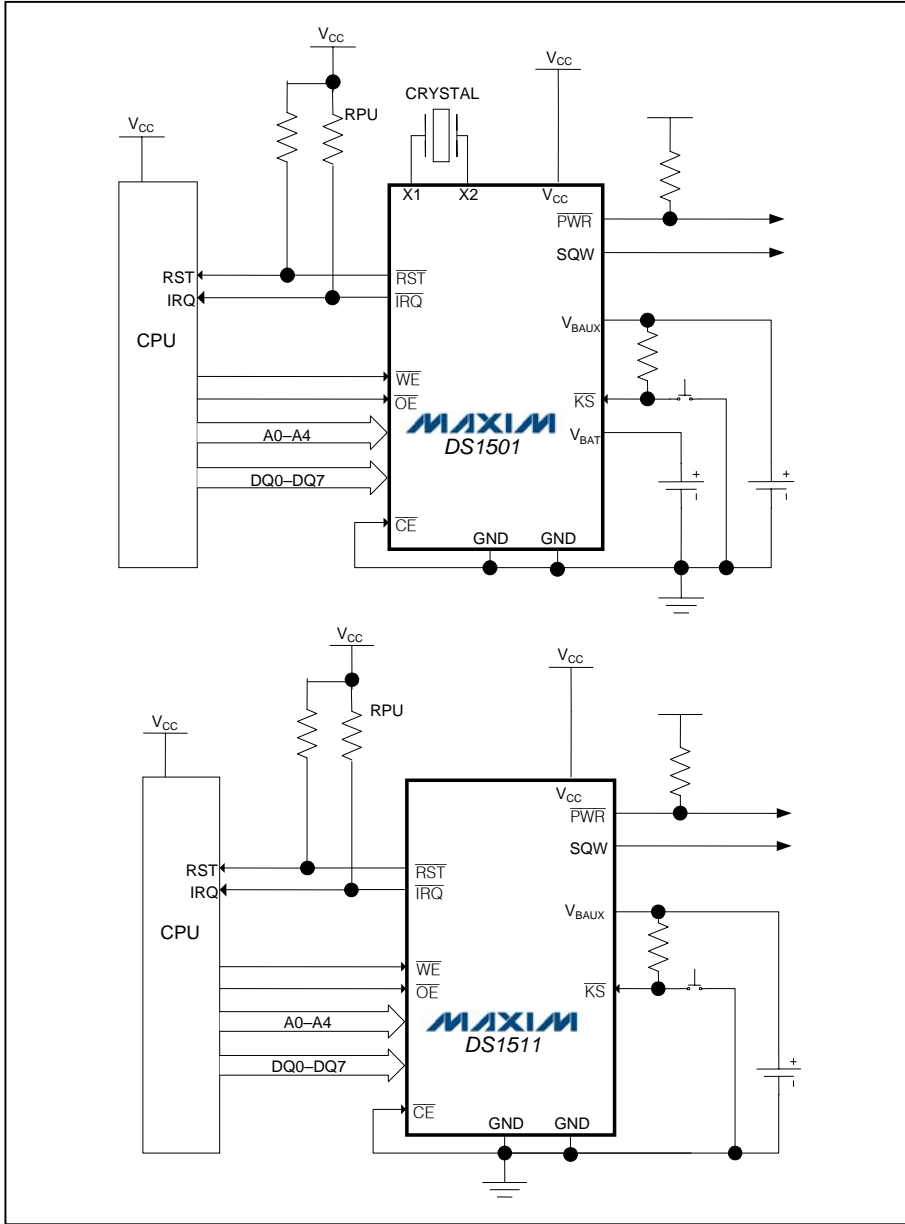 VCC
VCC
CRYSTAL
RPU
VCC
X1 X2
VCC
PWR
SQW
RST RST
IRQ IRQ
CPU
VBAUX
WE
OE
KS
MAXIM
A0–A4
VBAT
DS1501
DQ0–DQ7
+ +
- -
CE
GND GND
VCC
VCC
RPU
VCC
VCC
PWR
SQW
RST RST
IRQ IRQ
VBAUX
CPU
WE
OE
KS
A0–A4
MAXIM
DS1511
DQ0–DQ7
+
-
CE
GND GND